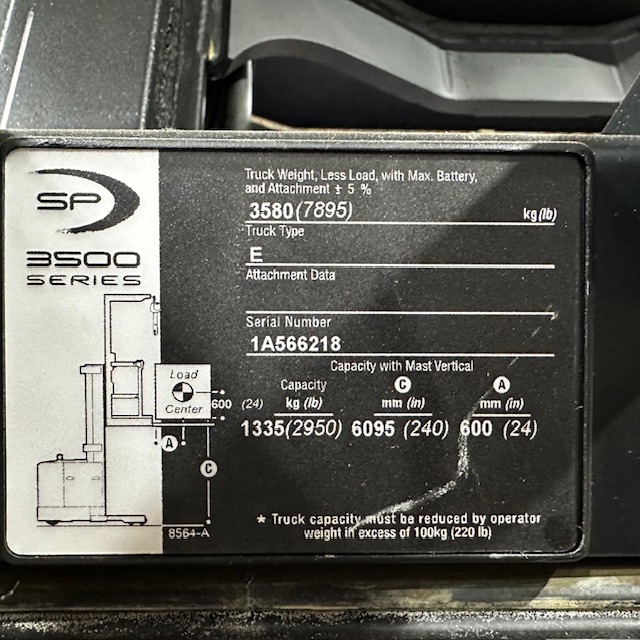 SP
3500
SERIES
Truck Weight, Less Load, with Max. Battery,
and Attachment ± 5 %
3580(7895) kg(lb)
Truck Type
E
Attachment Data
Serial Number
1A566218
Capacity with Mast Vertical
Capacity C A
kg (lb) mm (in) mm (in)
1335(2950) 6095 (240) 600 (24)
Load
Center
600 (24)
A
C
8564-A
* Truck capacity must be reduced by operator
weight in excess of 100kg (220 lb)